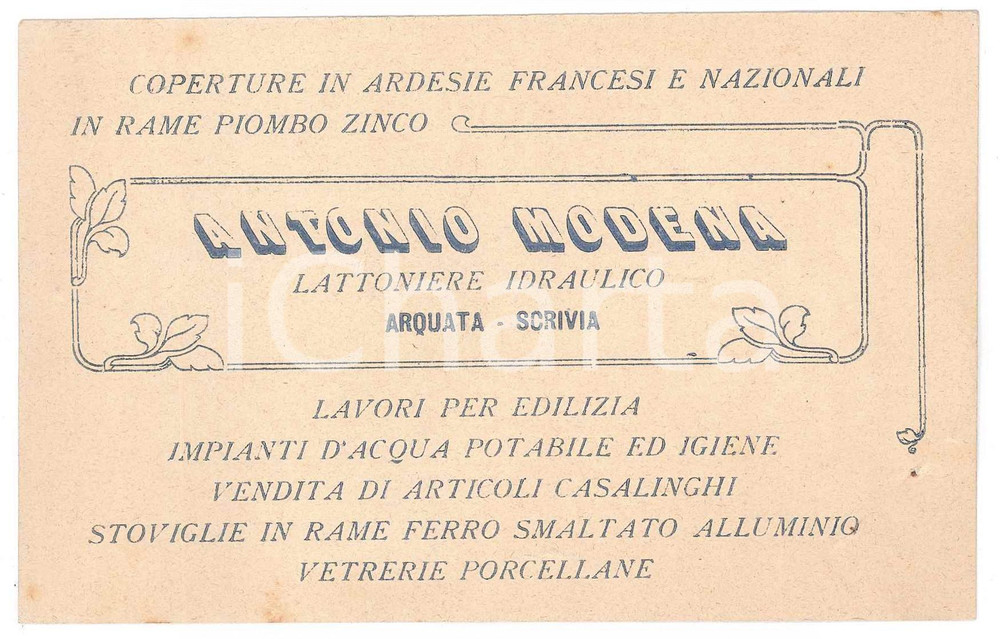 COPERTURE IN ARDESIE FRANCESI E NAZIONALI
IN RAME PIOMBO ZINCO
ANTONIO MODENA
LATTONIERE IDRAULICO
ARQUATA - SCRIVIA
iCharta
LAVORI PER EDILIZIA
IMPIANTI D'ACQUA POTABILE ED IGIENE
VENDITA DI ARTICOLI CASALINGHI
STOVIGLIE IN RAME FERRO SMALTATO ALLUMINIO
VETRERIE PORCELLANE